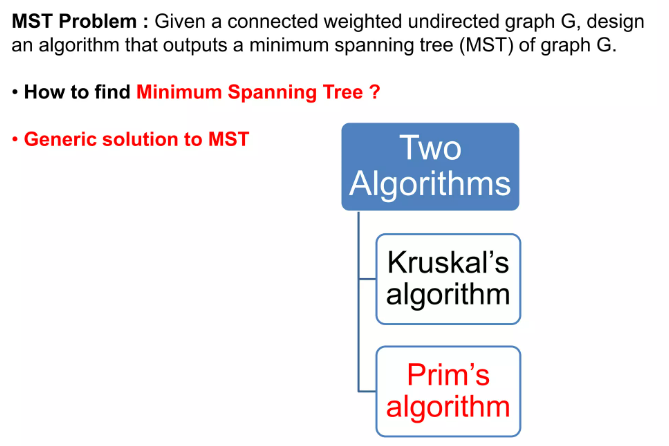 MST Problem : Given a connected weighted undirected graph G, design
an algorithm that outputs a minimum spanning tree (MST) of graph G.
• How to find Minimum Spanning Tree ?
• Generic solution to MST
Two
Algorithms
Kruskal's
algorithm
Prim's
algorithm